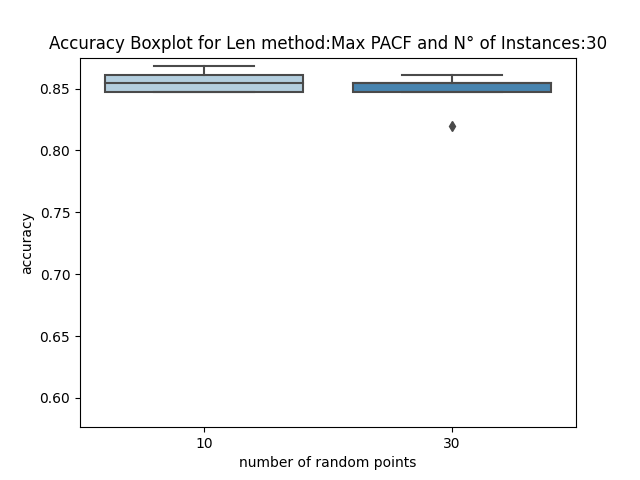 Accuracy Boxplot for Len method:Max PACF and N° of Instances:30
accuracy
0.85
0.80
0.75
0.70
0.65
0.60
10 30
number of random points